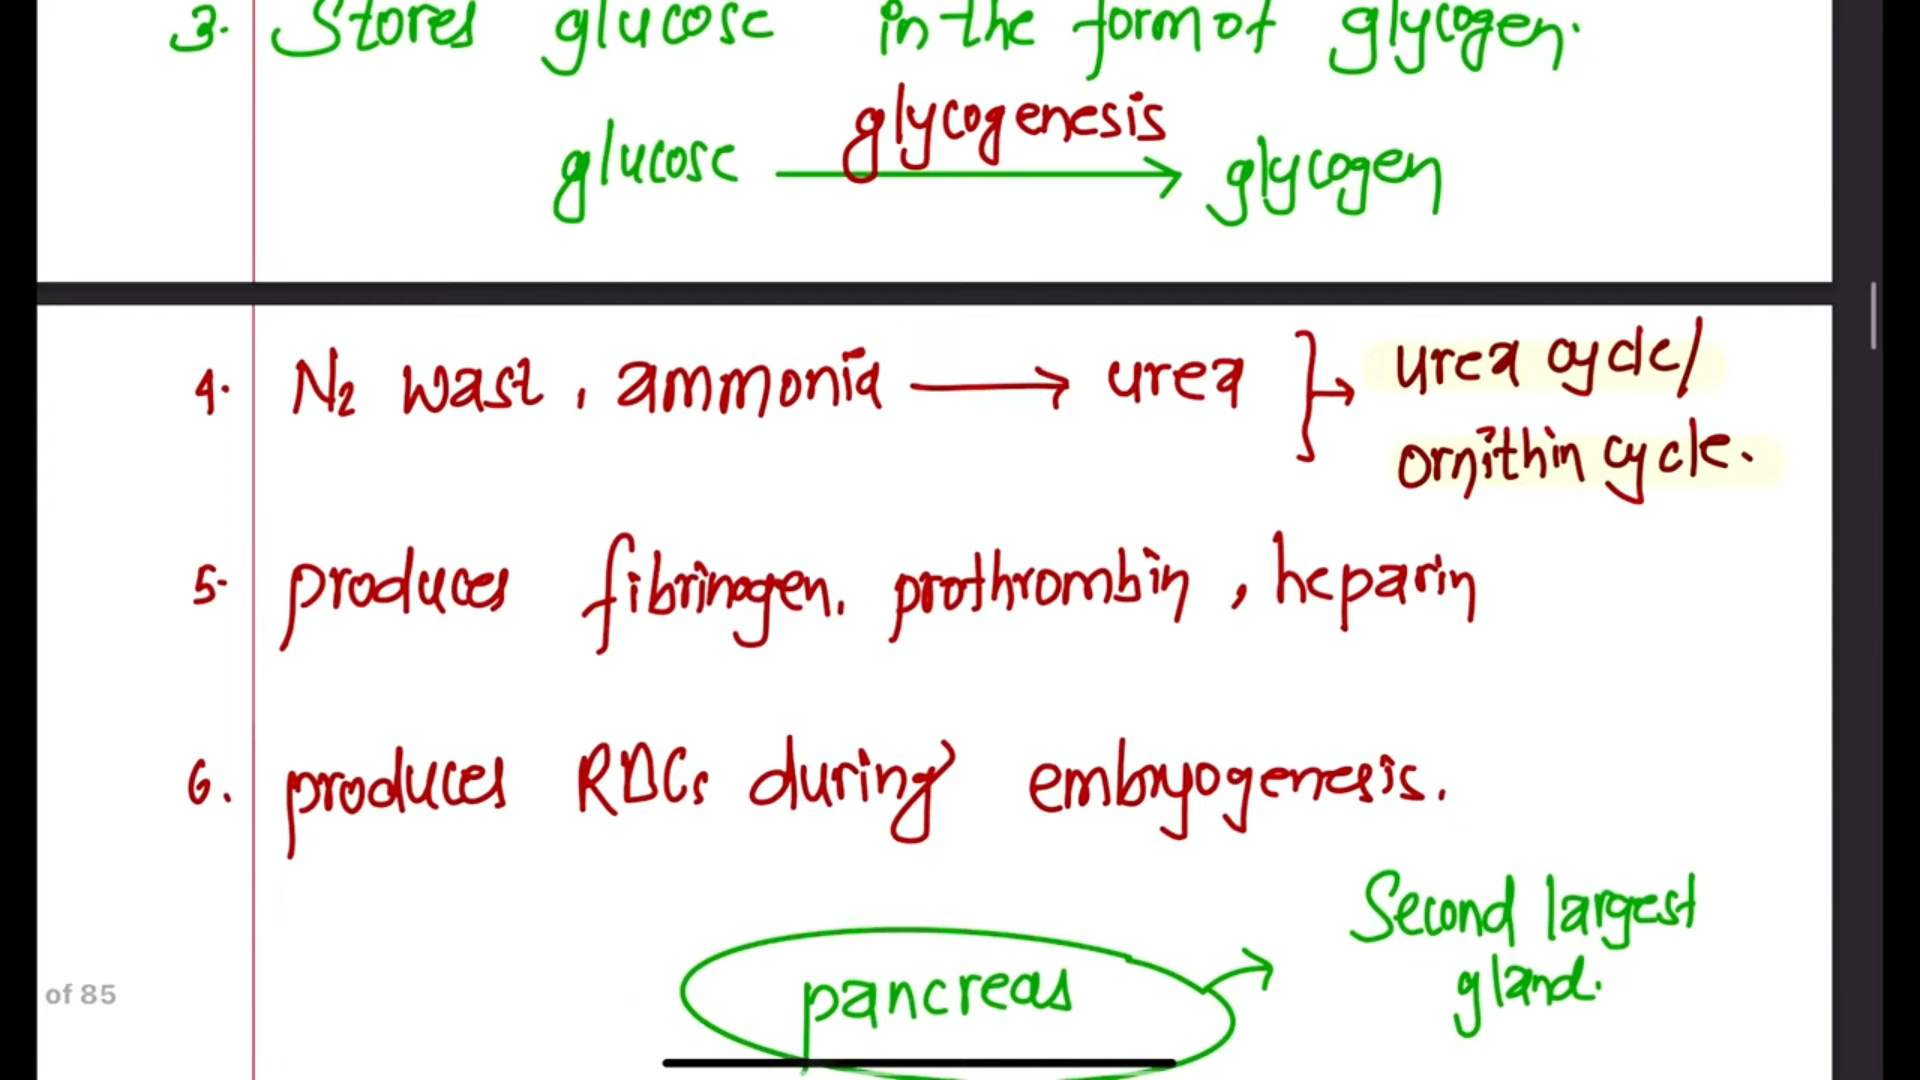 3. Stores glucose in the form of glycogen.
glycogenesis
glucose → glycogen
4. N₂ wast, ammonia → urea } → urea cycle/
ornithin cycle.
5. produces fibrinogen, prothrombin, heparin
6. produces RBCs during embryogenesis.
pancreas → Second largest
gland.
of 85